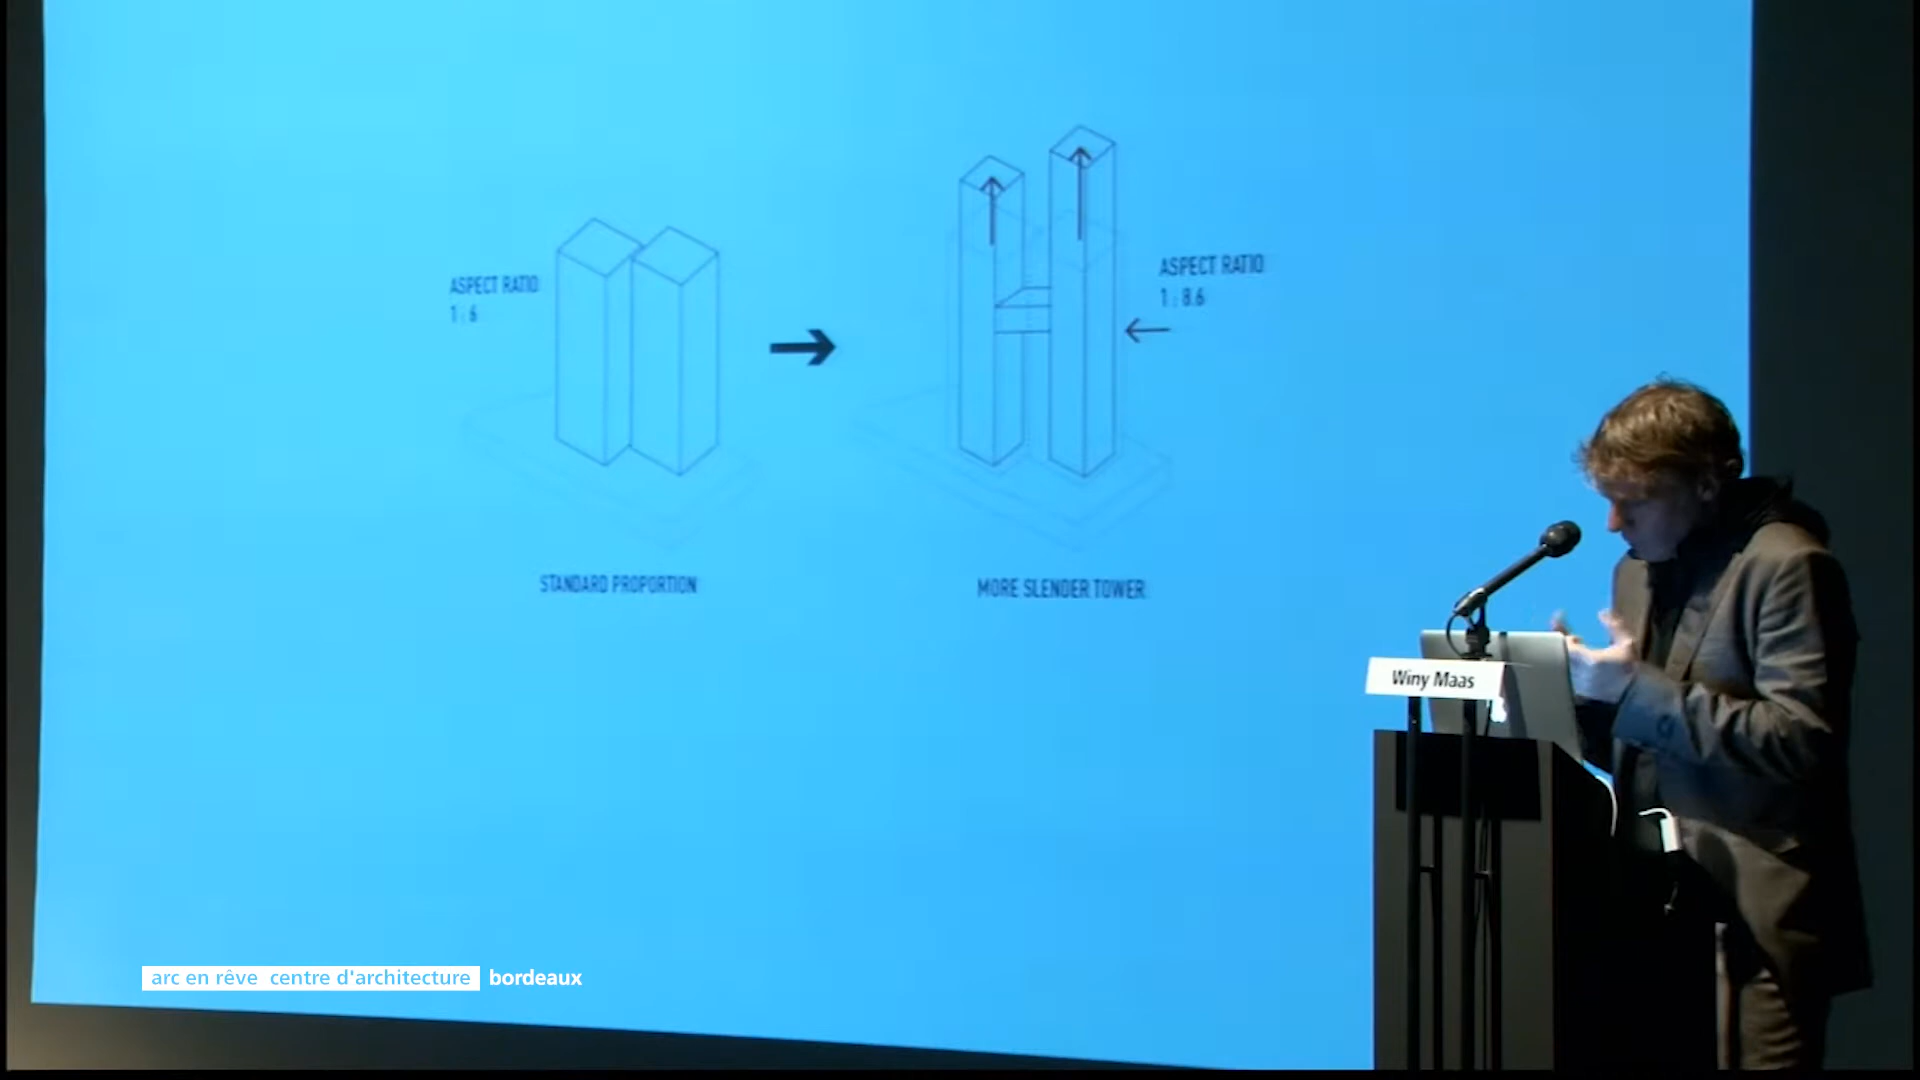 ASPECT RATIO
1 : 6
ASPECT RATIO
1 : 8.6
STANDARD PROPORTION
MORE SLENDER TOWER
Winy Maas
arc en rêve centre d'architecture bordeaux